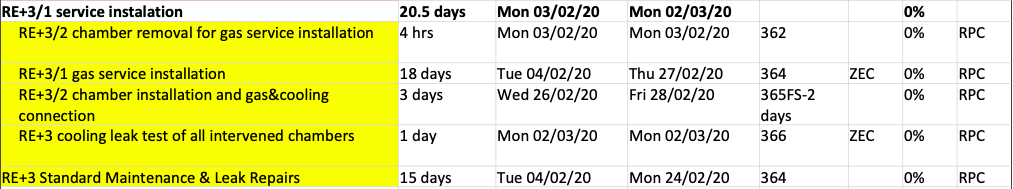 RE+3/1 service instalation 20.5 days Mon 03/02/20 Mon 02/03/20 0%
RE+3/2 chamber removal for gas service installation 4 hrs Mon 03/02/20 Mon 03/02/20 362 0% RPC
RE+3/1 gas service installation 18 days Tue 04/02/20 Thu 27/02/20 364 ZEC 0% RPC
RE+3/2 chamber installation and gas&cooling 3 days Wed 26/02/20 Fri 28/02/20 365FS-2 0% RPC
connection days
RE+3 cooling leak test of all intervened chambers 1 day Mon 02/03/20 Mon 02/03/20 366 ZEC 0% RPC
RE+3 Standard Maintenance & Leak Repairs 15 days Tue 04/02/20 Mon 24/02/20 364 0% RPC